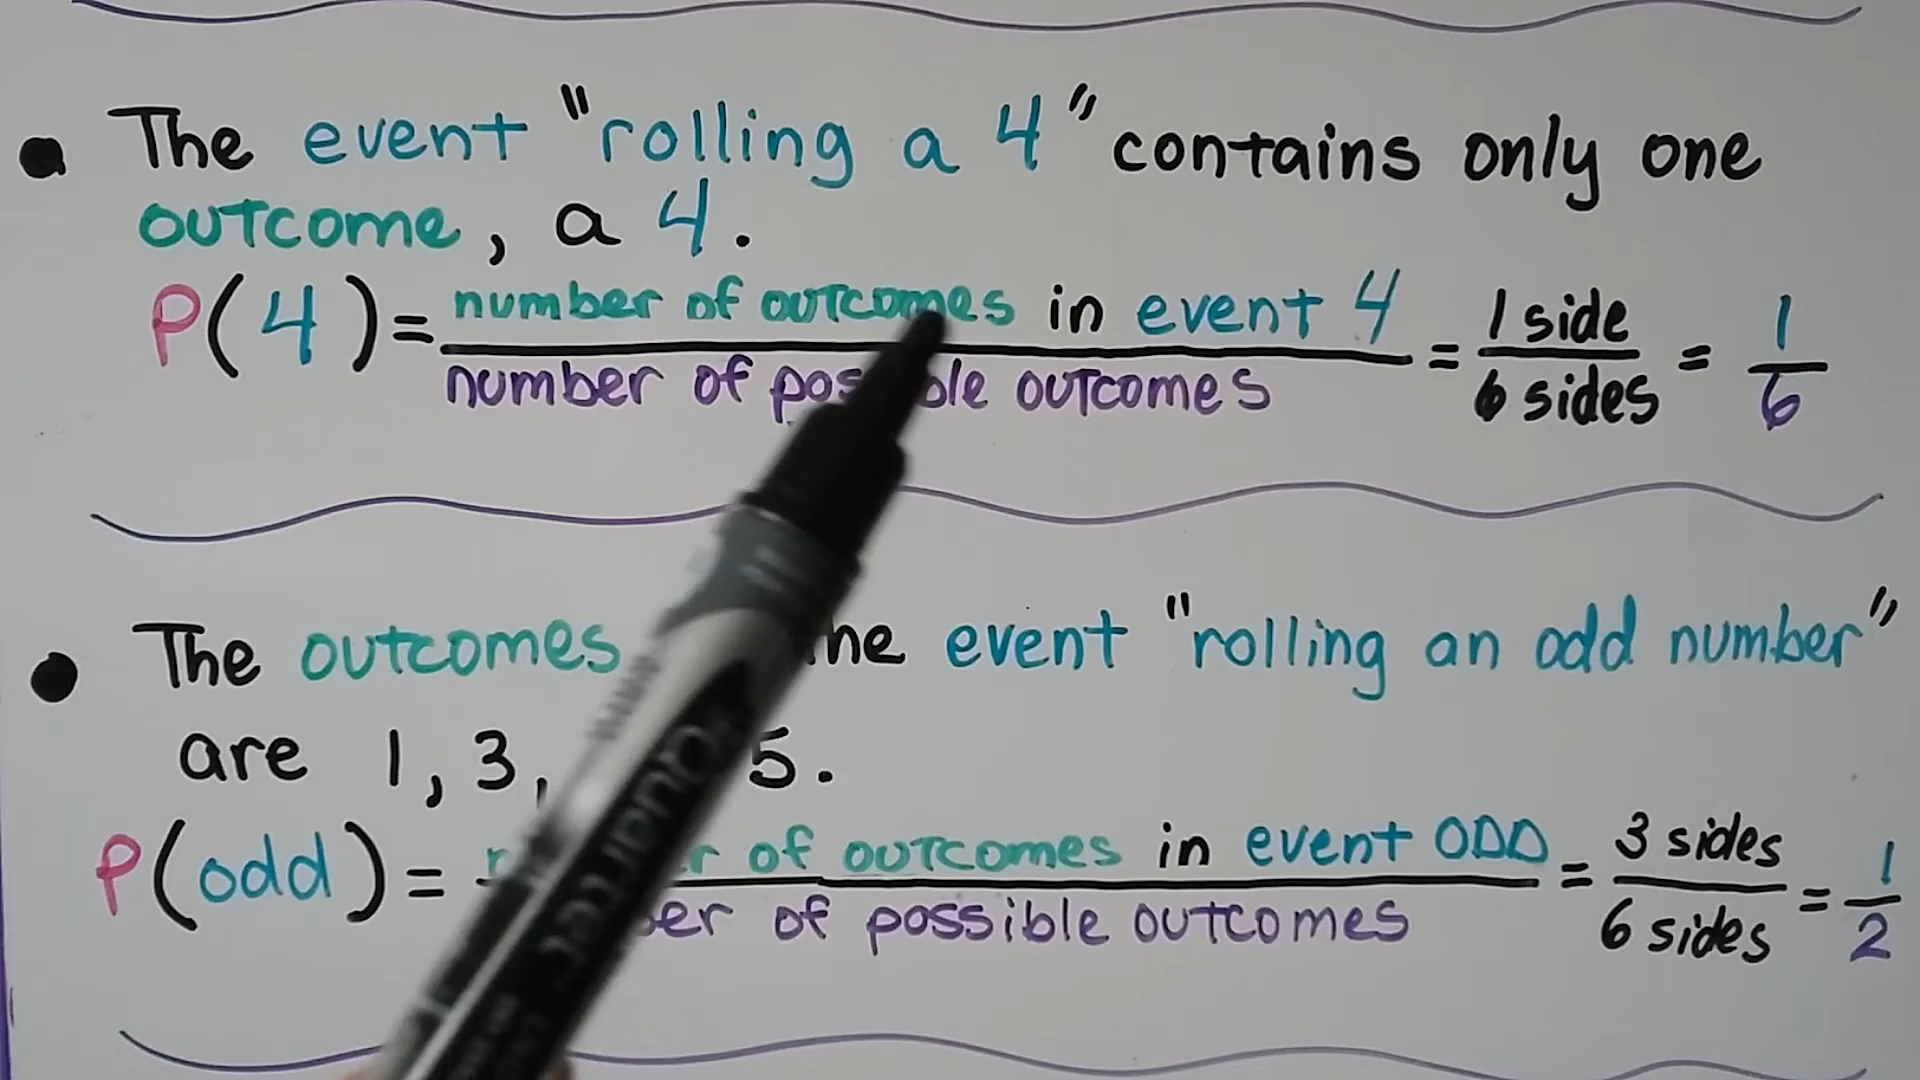 The event "rolling a 4" contains only one
outcome, a 4.
P(4) = number of outcomes in event 4 = 1 side = 1
number of outcomes 6 sides 6
The outcomes event "rolling an odd number"
are 1, 3, 5.
P(odd) = of outcomes in event ODD = 3 sides = 1
of possible outcomes 6 sides 2
Quartet